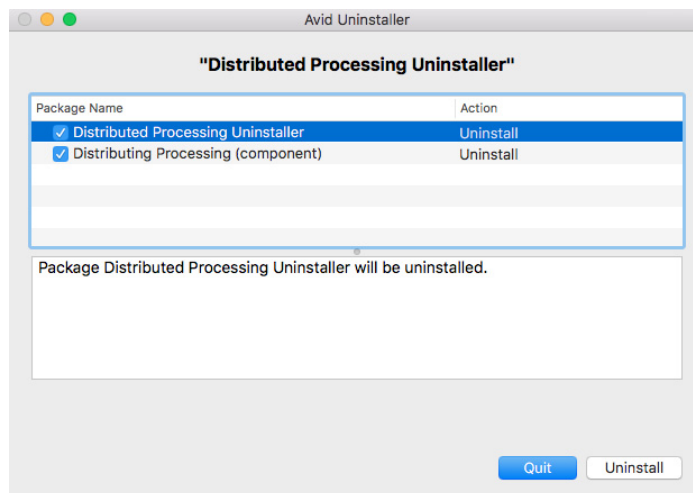 Avid Uninstaller
"Distributed Processing Uninstaller"
Package Name Action
Distributed Processing Uninstaller Uninstall
Distributing Processing (component) Uninstall
Package Distributed Processing Uninstaller will be uninstalled.
Quit Uninstall